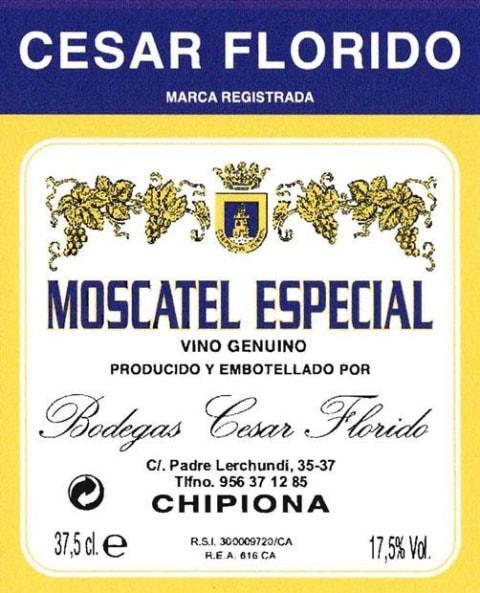 CESAR FLORIDO
MARCA REGISTRADA
MOSCATEL ESPECIAL
VINO GENUINO
PRODUCIDO Y EMBOTELLADO POR
Bodegas Cesar Florido
C/. Padre Lerchundi, 35-37
Tlfno. 956 37 12 85
CHIPIONA
37,5 cl. e
R.S.I. 300009720/CA
R.E.A. 616 CA
17,5% Vol.